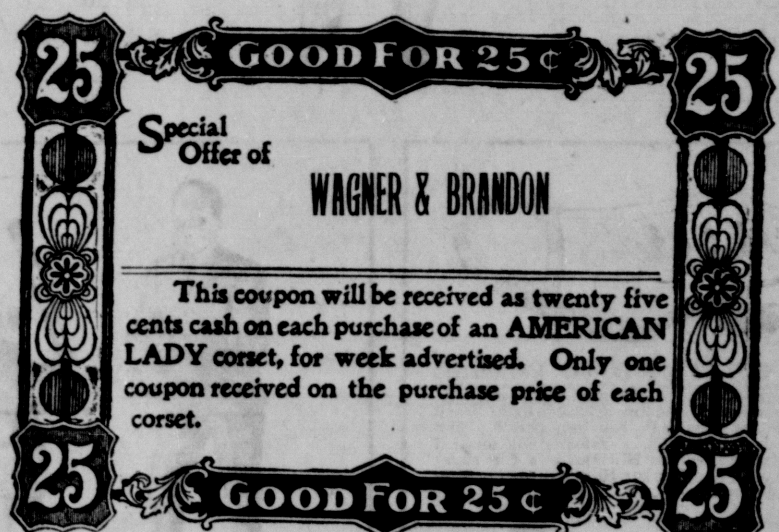 25 GOOD FOR 25¢ 25
Special
Offer of
WAGNER & BRANDON
This coupon will be received as twenty five
cents cash on each purchase of an AMERICAN
LADY corset, for week advertised. Only one
coupon received on the purchase price of each
corset.
25 GOOD FOR 25¢ 25